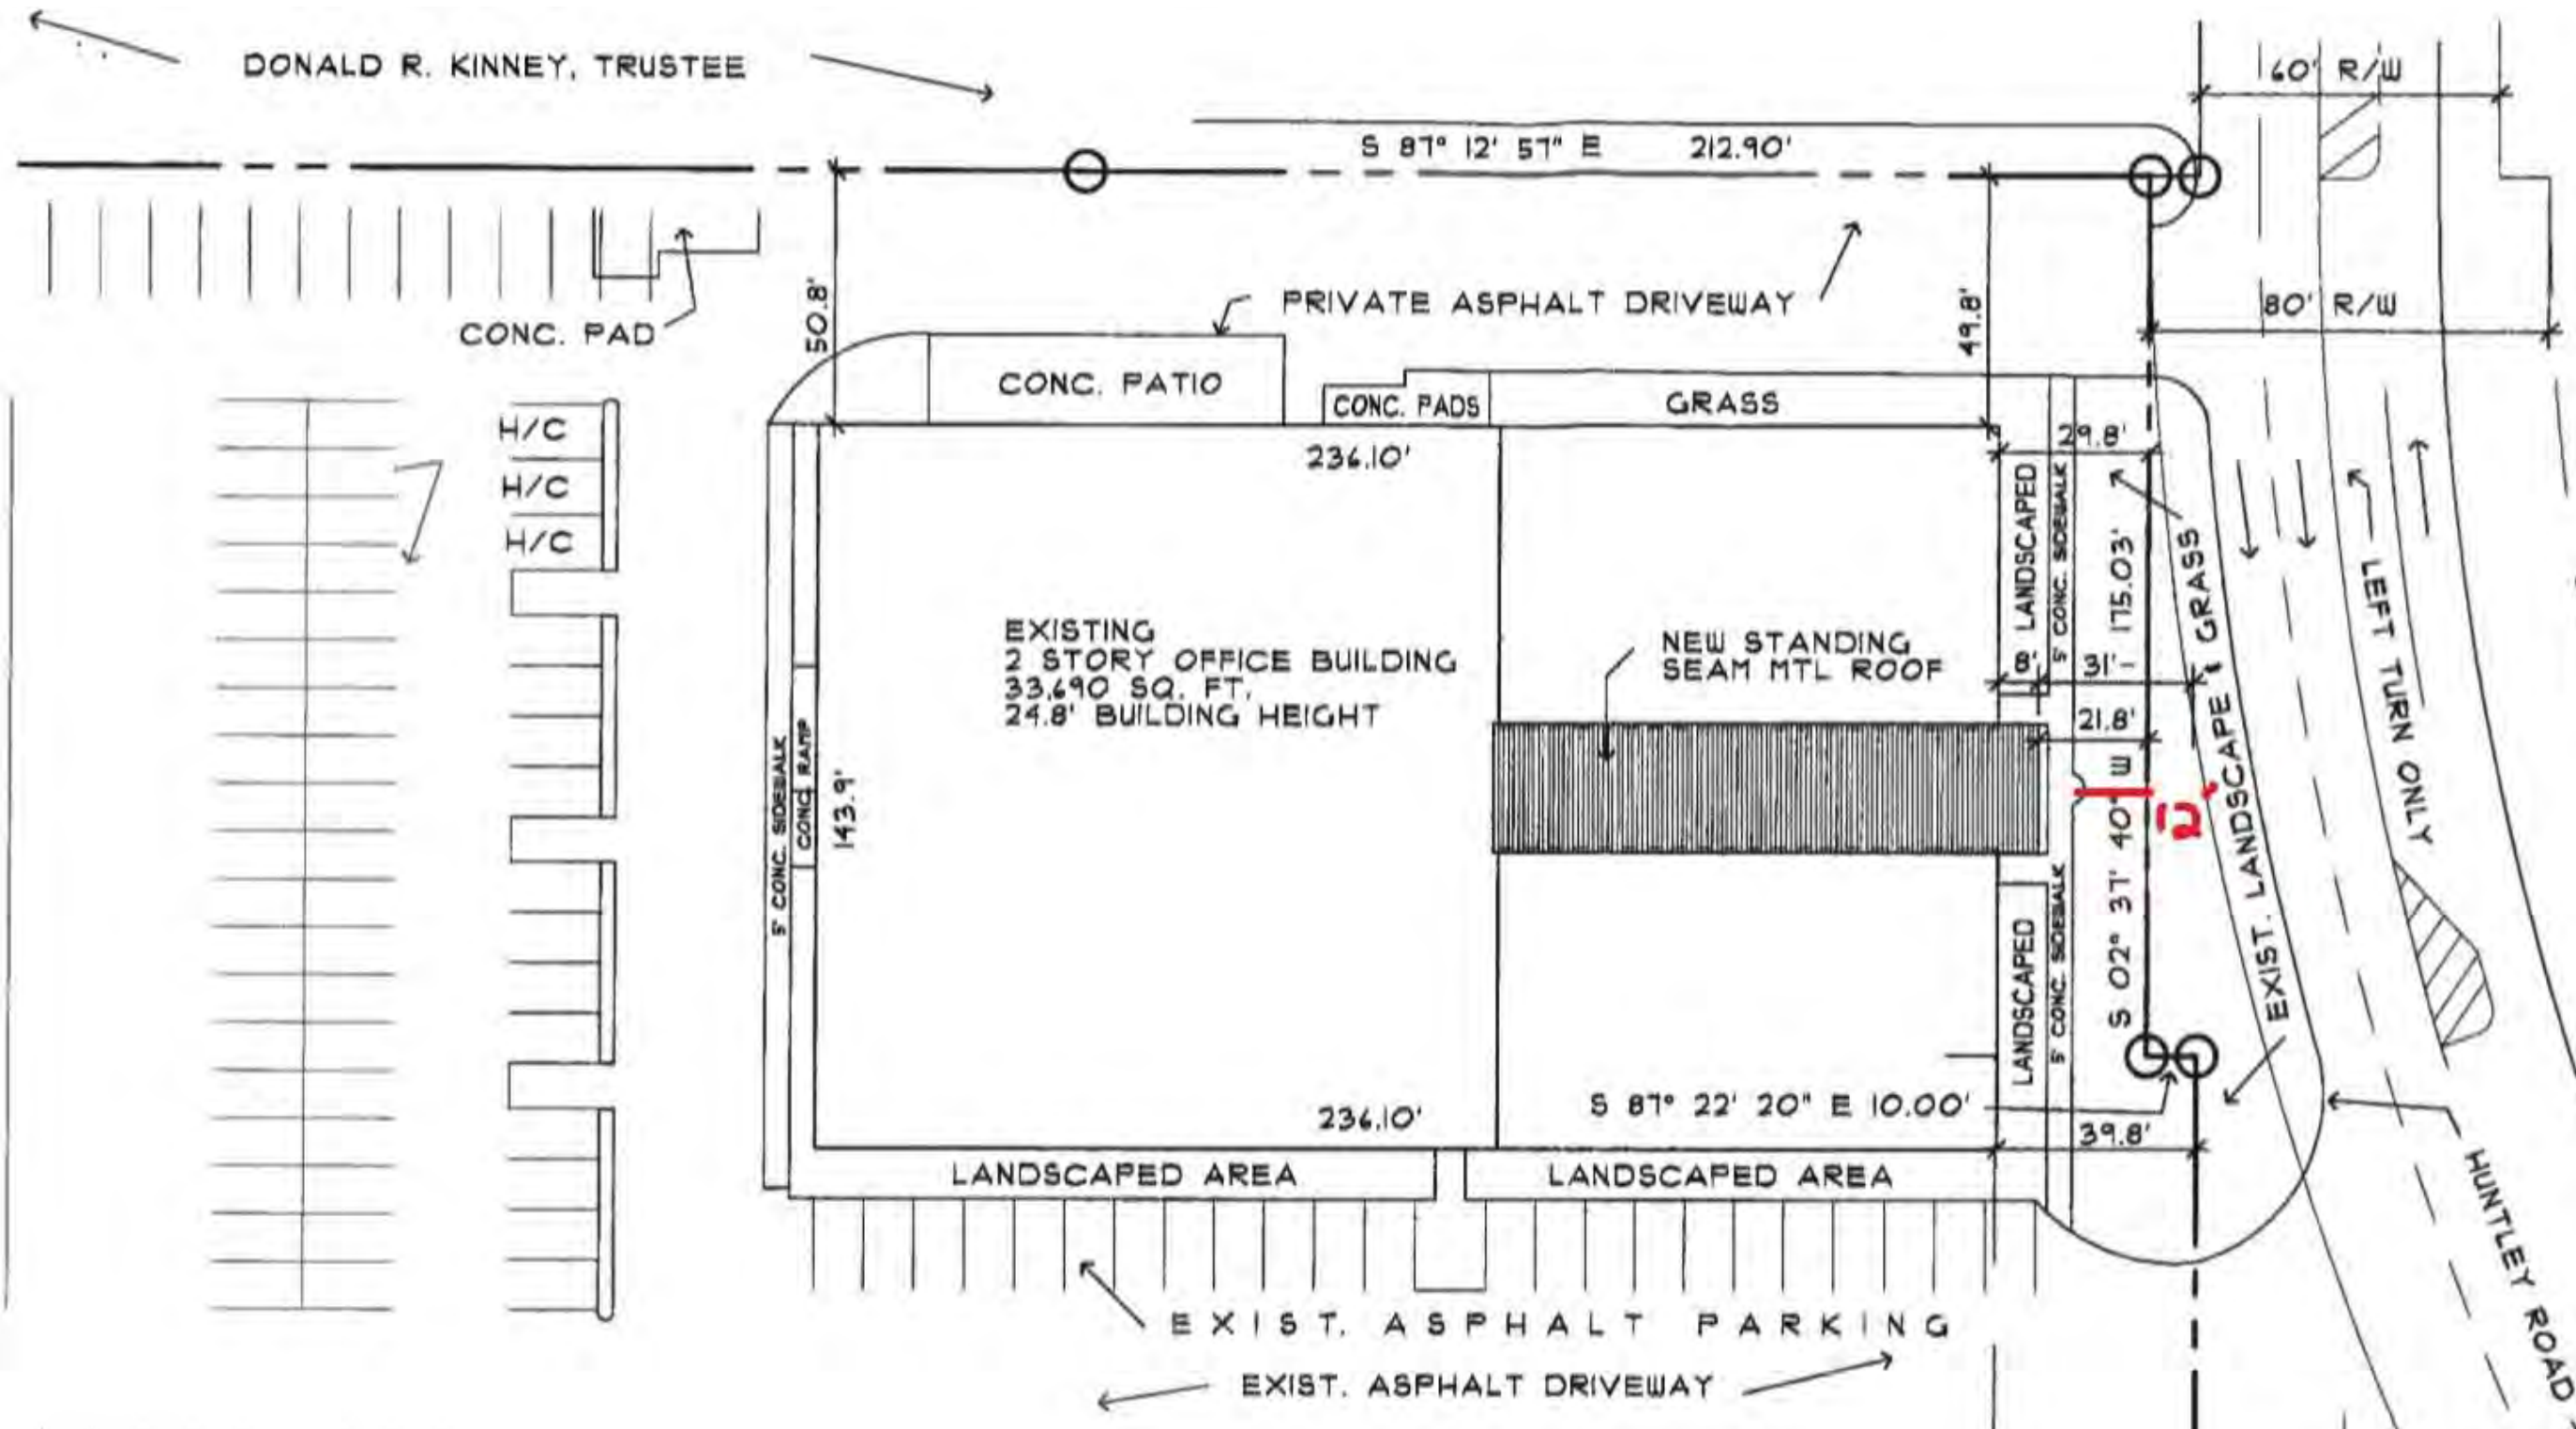 DONALD R. KINNEY, TRUSTEE
60' R/W
S 87° 12' 57" E 212.90'
PRIVATE ASPHALT DRIVEWAY
80' R/W
CONC. PAD
50.8'
49.8'
CONC. PATIO
CONC. PADS
GRASS
H/C
H/C
H/C
236.10'
29.8'
LANDSCAPED
5' CONC. SIDEWALK
175.03'
EXISTING
2 STORY OFFICE BUILDING
33,690 SQ. FT.
24.8' BUILDING HEIGHT
NEW STANDING
SEAM MTL ROOF
8'
31'
21.8'
EXIST. LANDSCAPE & GRASS
LEFT TURN ONLY
5' CONC. SIDEWALK
CONC. RAMP
143.9'
S 02° 37' 40" W
12'
LANDSCAPED
5' CONC. SIDEWALK
S 87° 22' 20" E 10.00'
236.10'
39.8'
LANDSCAPED AREA
LANDSCAPED AREA
HUNTLEY ROAD
EXIST. ASPHALT PARKING
EXIST. ASPHALT DRIVEWAY